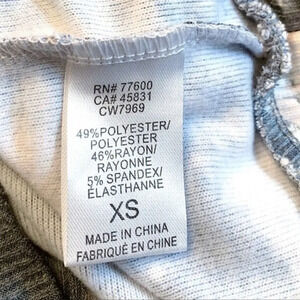 RN# 77600
CA# 45831
CW7969
49%POLYESTER/
POLYESTER
46%RAYON/
RAYONNE
5% SPANDEX/
ÉLASTHANNE
XS
MADE IN CHINA
FABRIQUÉ EN CHINE